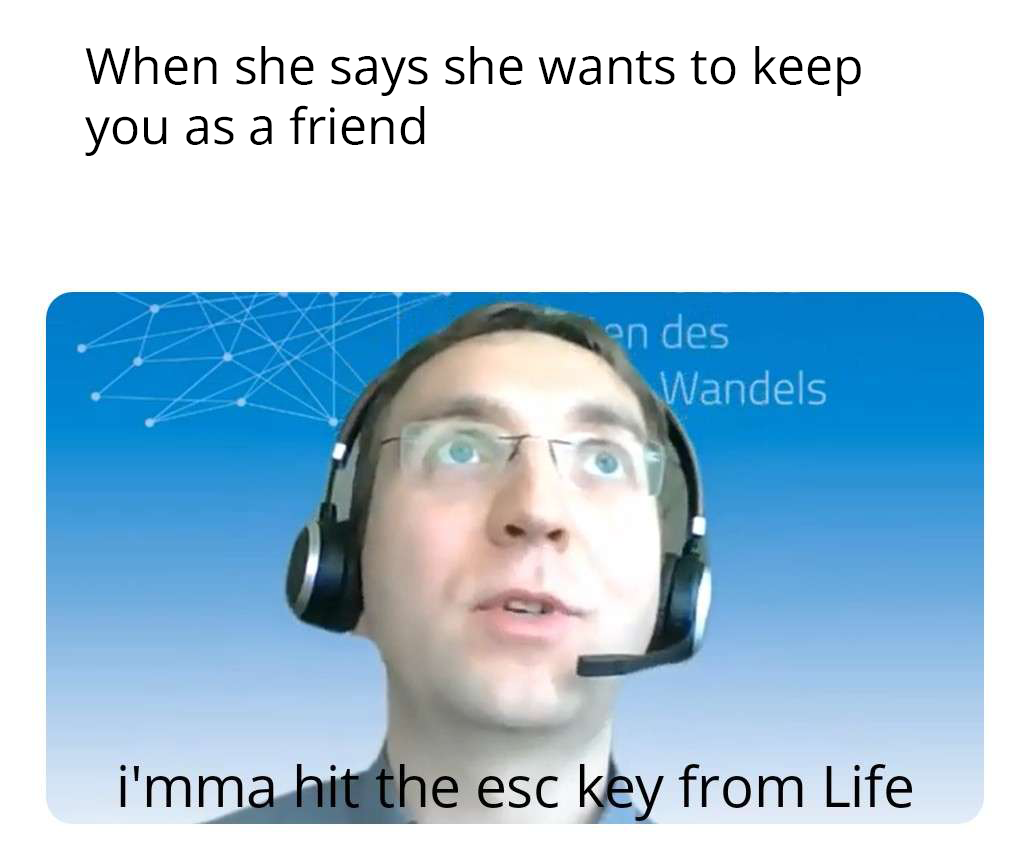 When she says she wants to keep
you as a friend
en des
Wandels
i'mma hit the esc key from Life